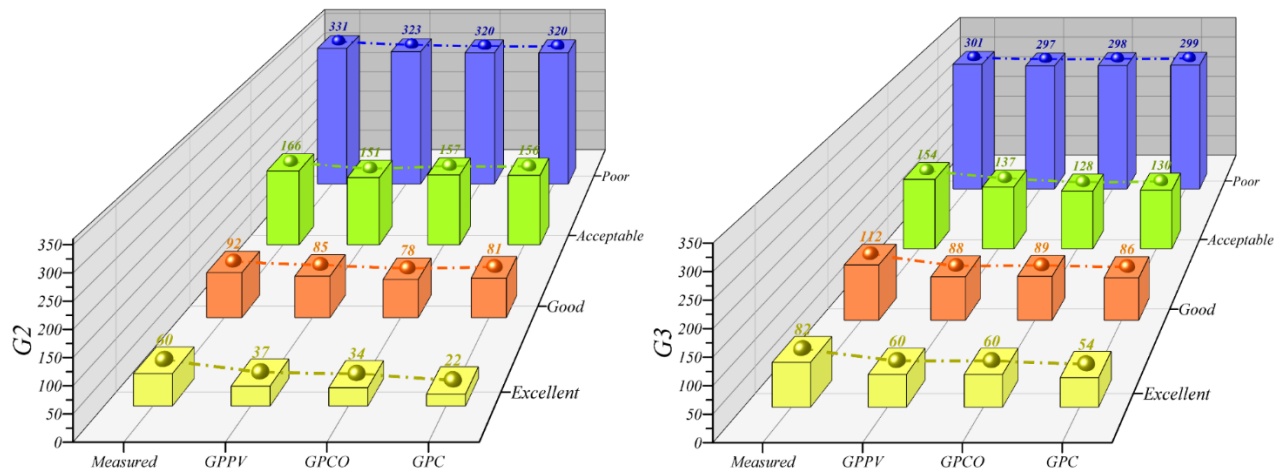 331 323 320 320
166 151 157 156
Poor
350
92 85 78 81
Acceptable
300
250
Good
200
G2
150
60 37 34 22
100
Excellent
50
0
Measured GPPV GPCO GPC
301 297 298 299
154 137 128 130
Poor
350
112 88 89 86
Acceptable
300
250
Good
200
G3
150
82 60 60 54
100
Excellent
50
0
Measured GPPV GPCO GPC